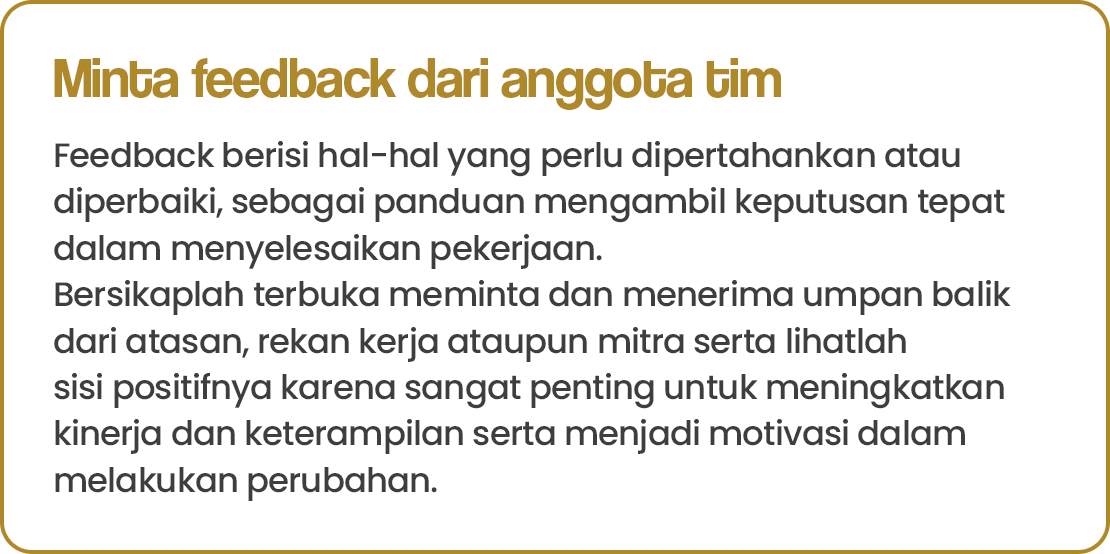 Minta feedback dari anggota tim
Feedback berisi hal-hal yang perlu dipertahankan atau
diperbaiki, sebagai panduan mengambil keputusan tepat
dalam menyelesaikan pekerjaan.
Bersikaplah terbuka meminta dan menerima umpan balik
dari atasan, rekan kerja ataupun mitra serta lihatlah
sisi positifnya karena sangat penting untuk meningkatkan
kinerja dan keterampilan serta menjadi motivasi dalam
melakukan perubahan.